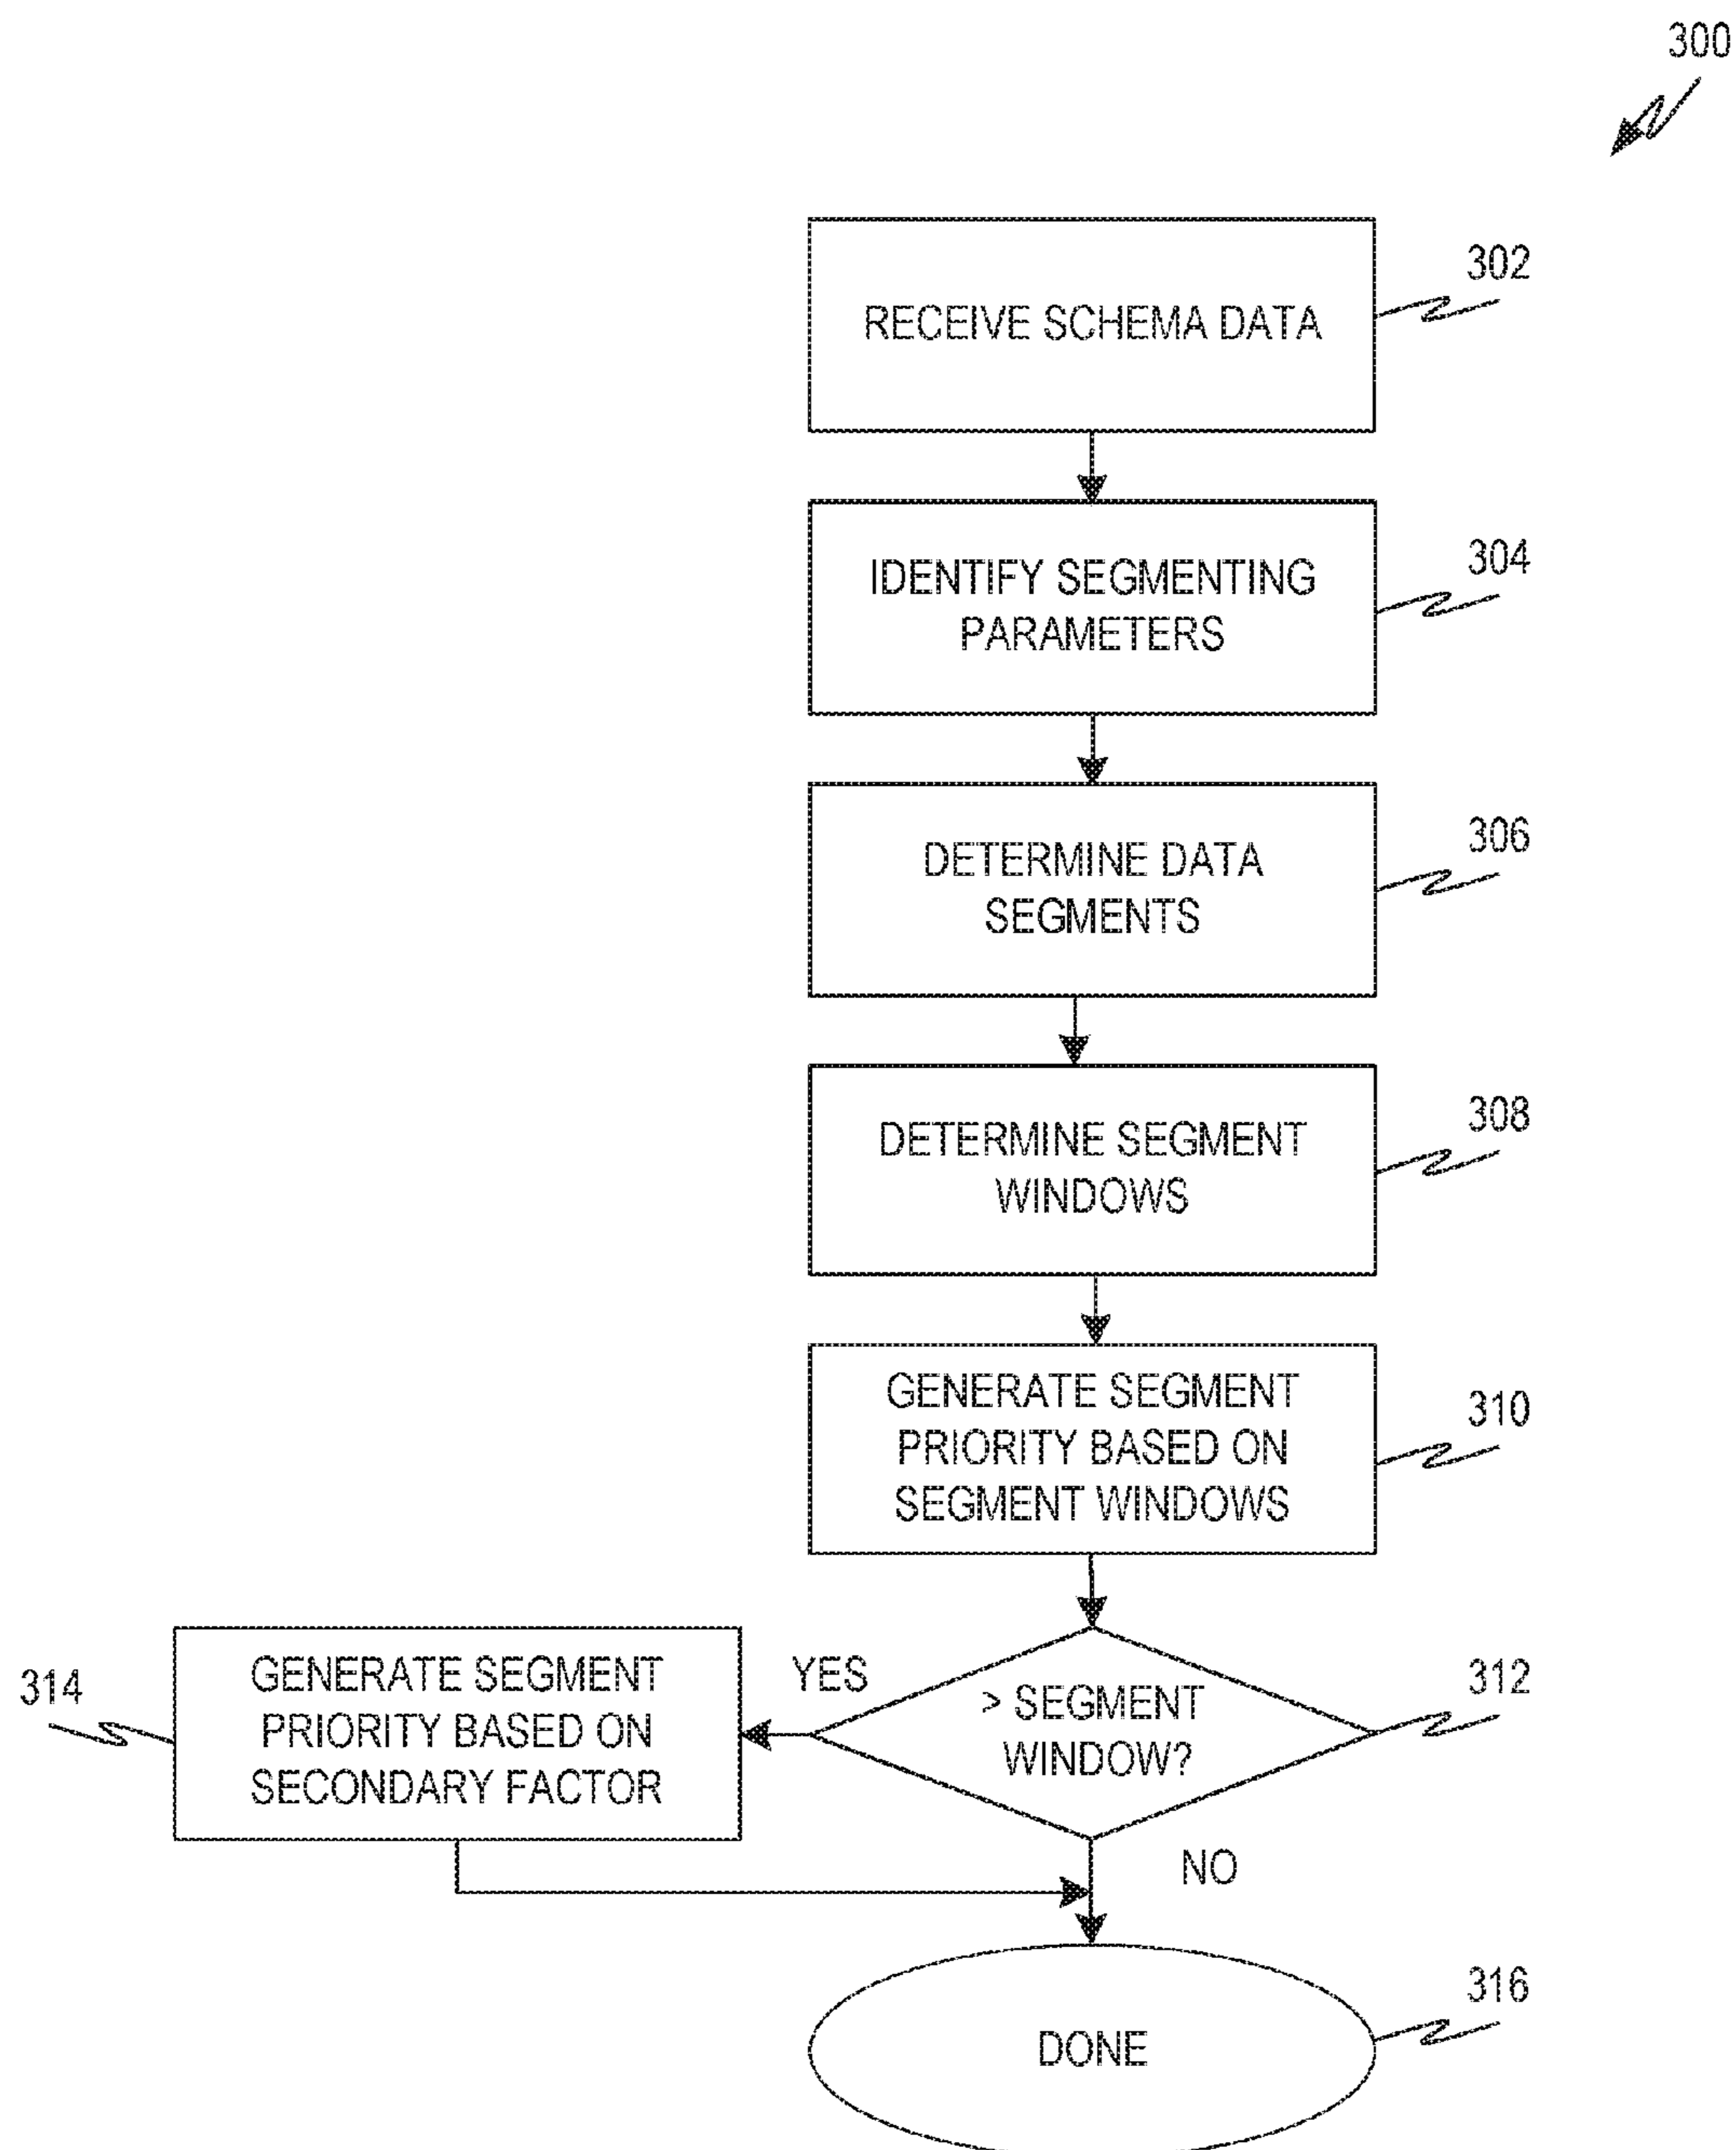 300
RECEIVE SCHEMA DATA
302
IDENTIFY SEGMENTING
PARAMETERS
304
DETERMINE DATA
SEGMENTS
306
DETERMINE SEGMENT
WINDOWS
308
GENERATE SEGMENT
PRIORITY BASED ON
SEGMENT WINDOWS
310
> SEGMENT
WINDOW?
312
YES
GENERATE SEGMENT
PRIORITY BASED ON
SECONDARY FACTOR
314
NO
DONE
316